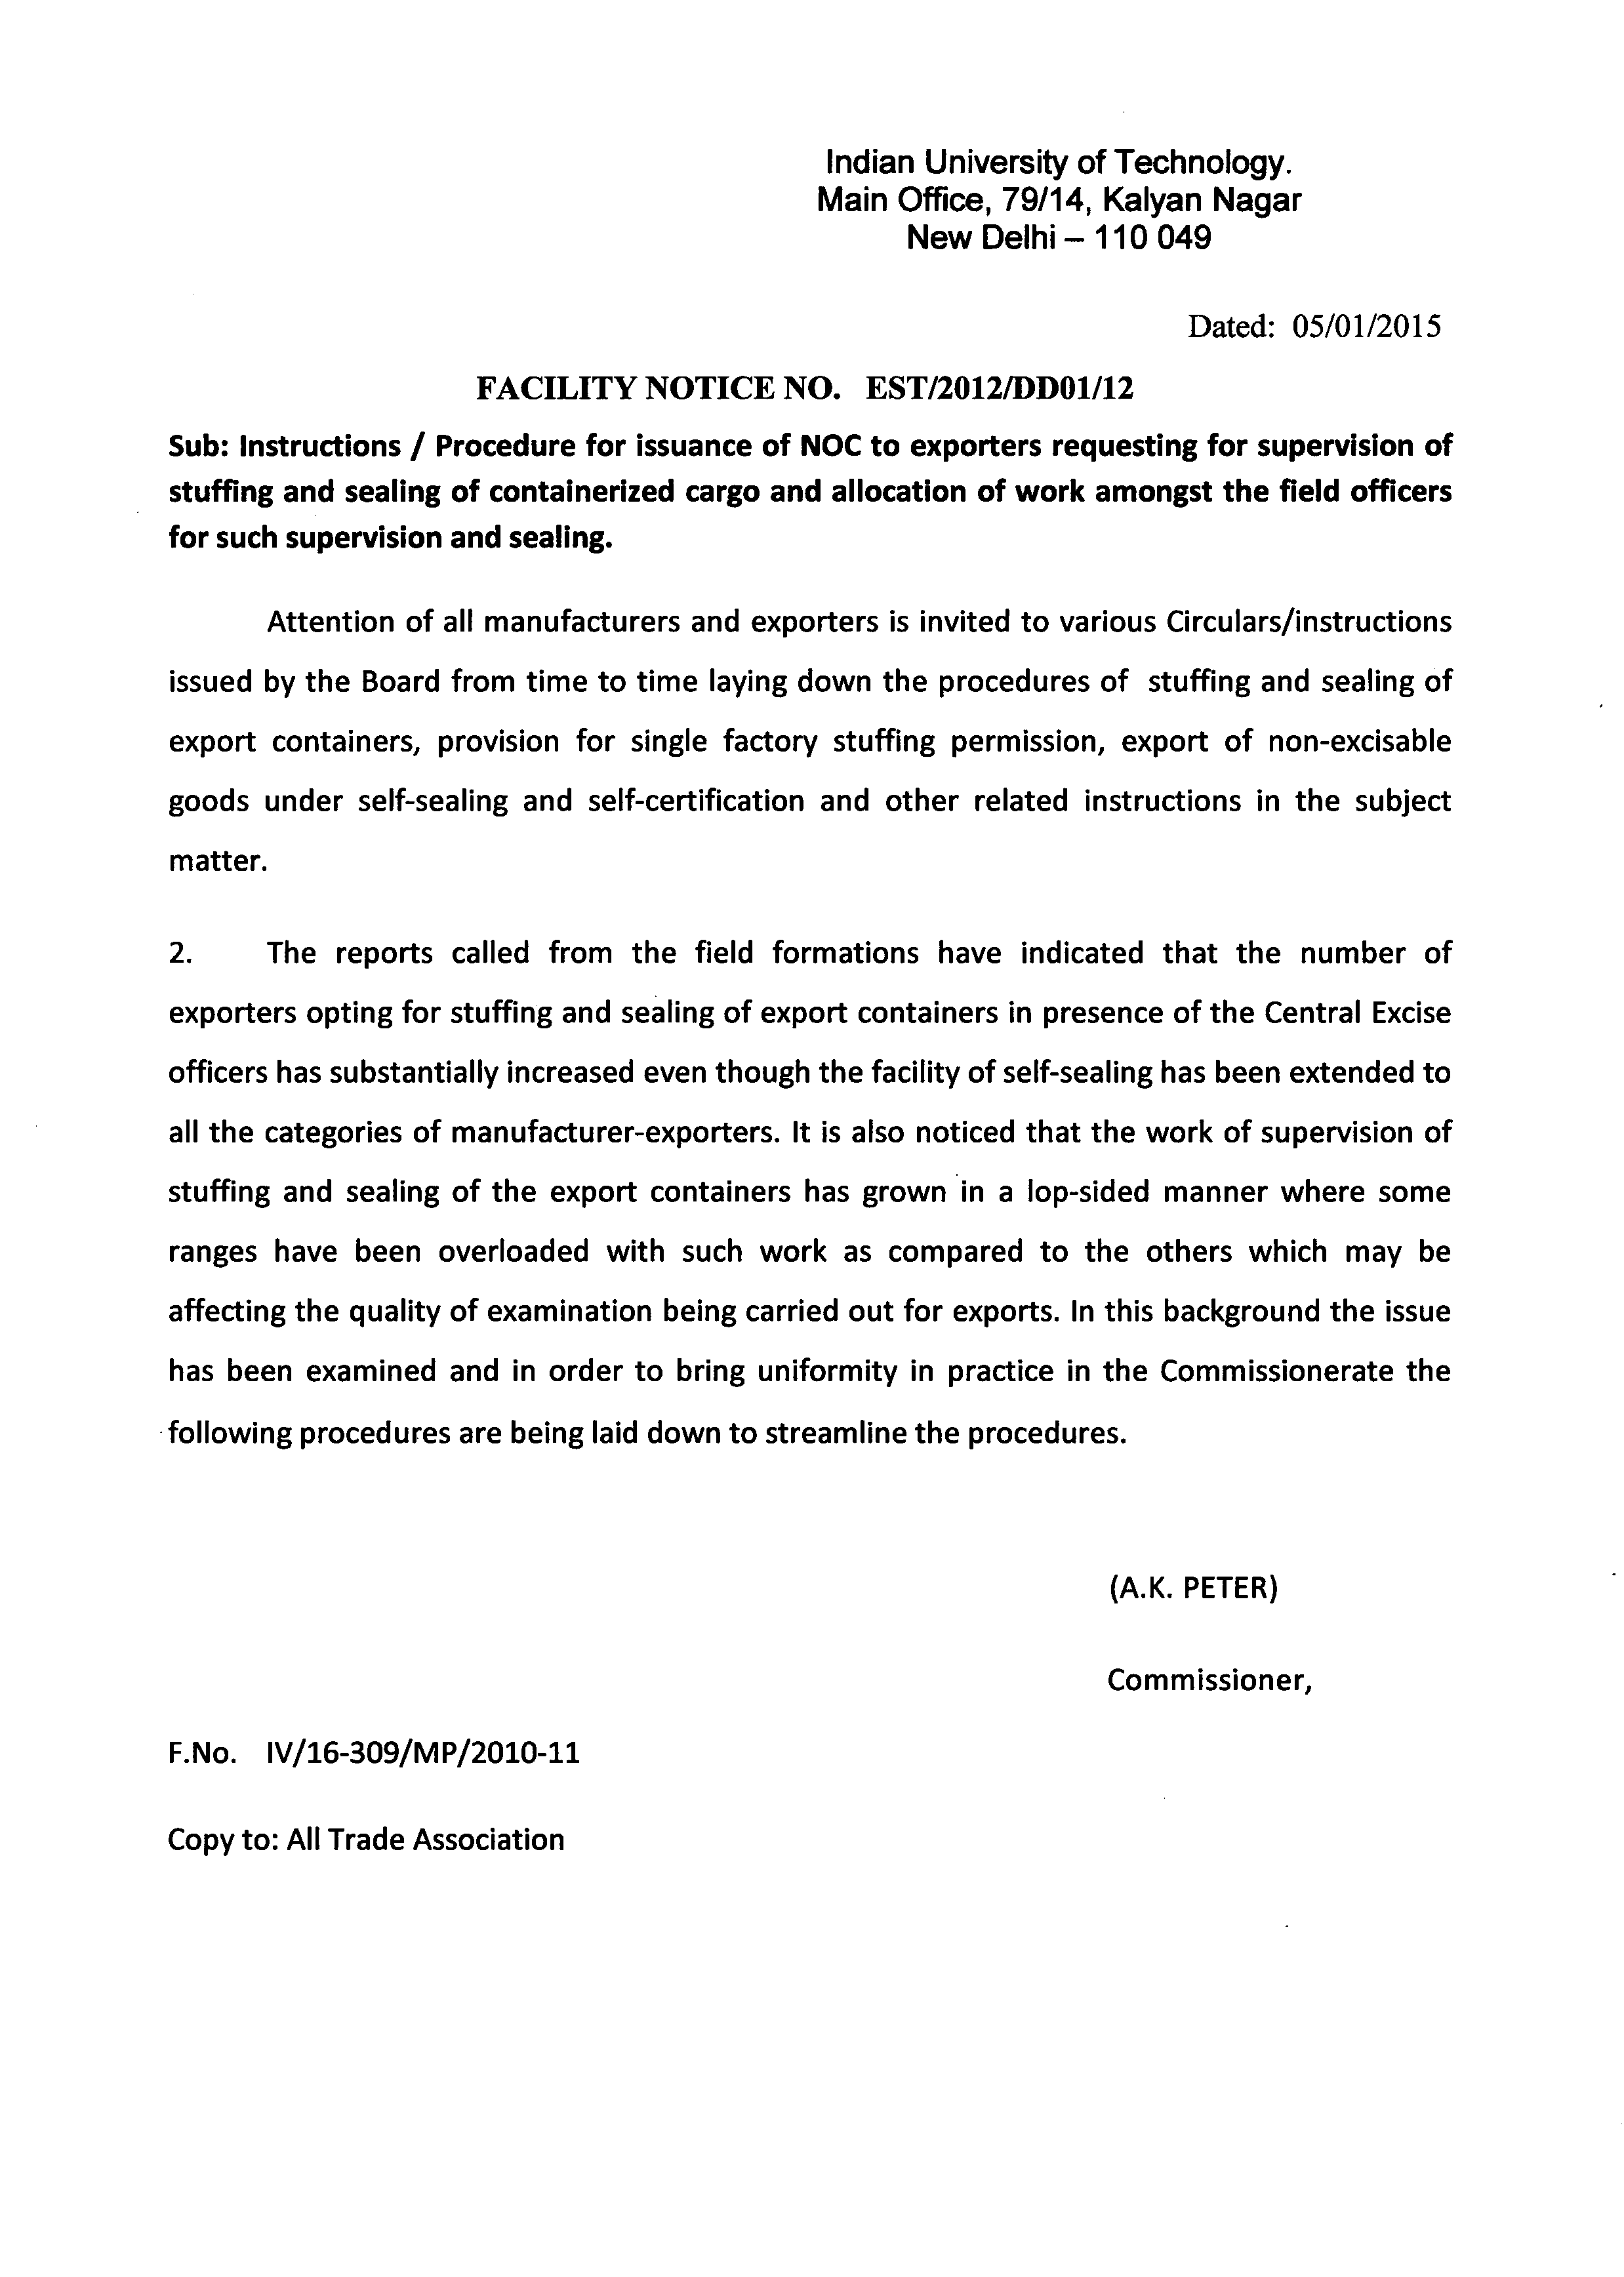 Indian University of Technology.
Main Office, 79/14, Kalyan Nagar
New Delhi – 110 049
Dated: 05/01/2015
FACILITY NOTICE NO. EST/2012/DD01/12
Sub: Instructions / Procedure for issuance of NOC to exporters requesting for supervision of
stuffing and sealing of containerized cargo and allocation of work amongst the field officers
for such supervision and sealing.
Attention of all manufacturers and exporters is invited to various Circulars/instructions
issued by the Board from time to time laying down the procedures of stuffing and sealing of
export containers, provision for single factory stuffing permission, export of non-excisable
goods under self-sealing and self-certification and other related instructions in the subject
matter.
2. The reports called from the field formations have indicated that the number of
exporters opting for stuffing and sealing of export containers in presence of the Central Excise
officers has substantially increased even though the facility of self-sealing has been extended to
all the categories of manufacturer-exporters. It is also noticed that the work of supervision of
stuffing and sealing of the export containers has grown in a lop-sided manner where some
ranges have been overloaded with such work as compared to the others which may be
affecting the quality of examination being carried out for exports. In this background the issue
has been examined and in order to bring uniformity in practice in the Commissionerate the
following procedures are being laid down to streamline the procedures.
(A.K. PETER)
Commissioner,
F.No. IV/16-309/MP/2010-11
Copy to: All Trade Association